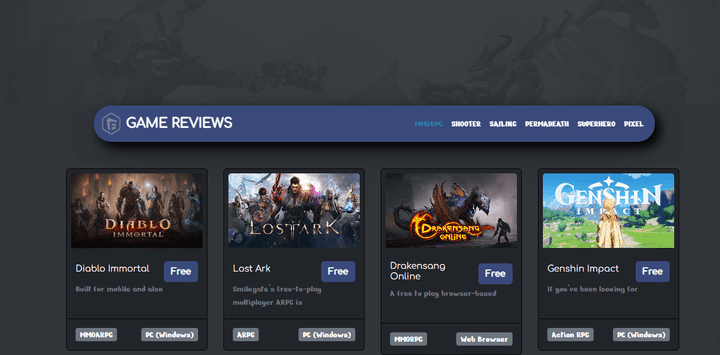 GAME REVIEWS
MMORPG SHOOTER SAILING PERMADEATH SUPERHERO PIXEL
DIABLO
IMMORTAL
Diablo Immortal
Free
Built for mobile and also
MMOARPG
PC (Windows)
LOST ARK
Lost Ark
Free
Smilegate's free-to-play
multiplayer ARPG is
ARPG
PC (Windows)
DRAKENSANG
ONLINE
Drakensang
Online
Free
A free to play browser-based
MMORPG
Web Browser
GENSHIN
IMPACT
Genshin Impact
Free
If you've been looking for
Action RPG
PC (Windows)